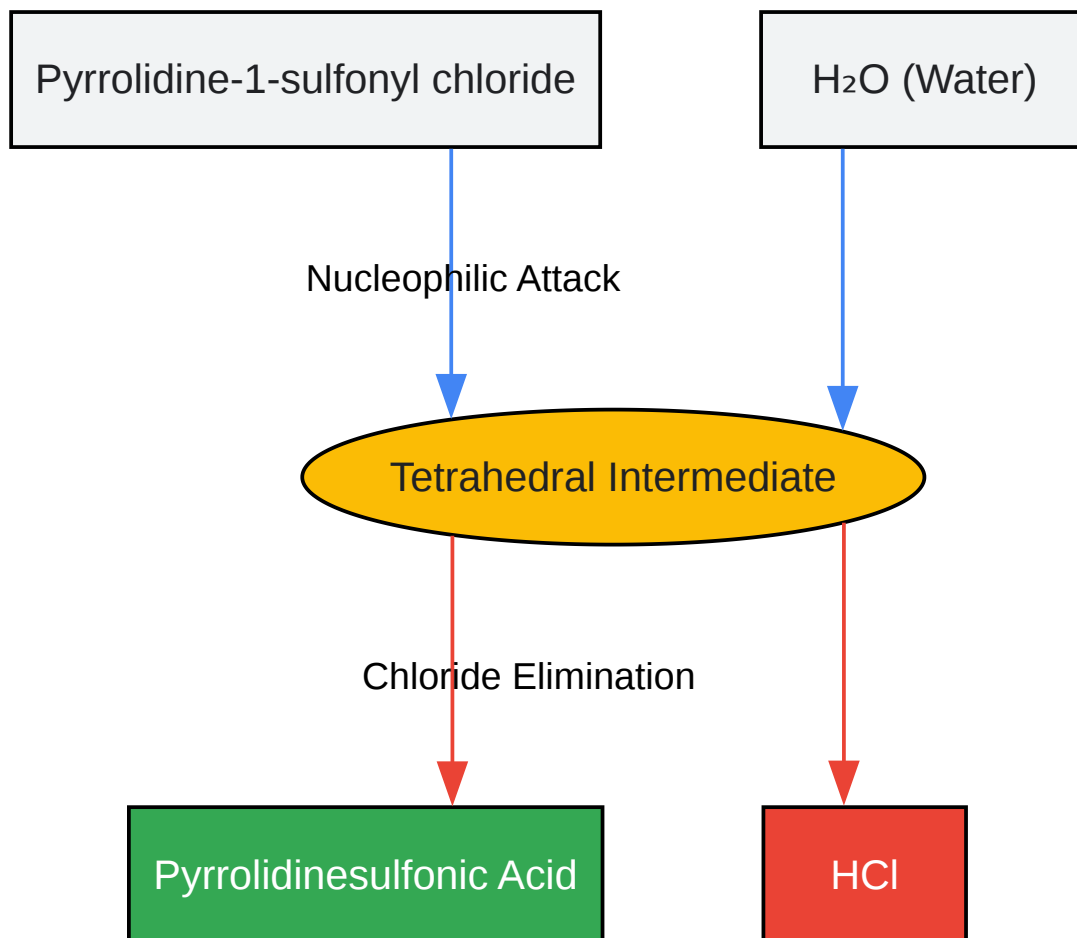 Pyrrolidine-1-sulfonyl chloride
H₂O (Water)
Nucleophilic Attack
Tetrahedral Intermediate
Chloride Elimination
Pyrrolidinesulfonic Acid
HCl